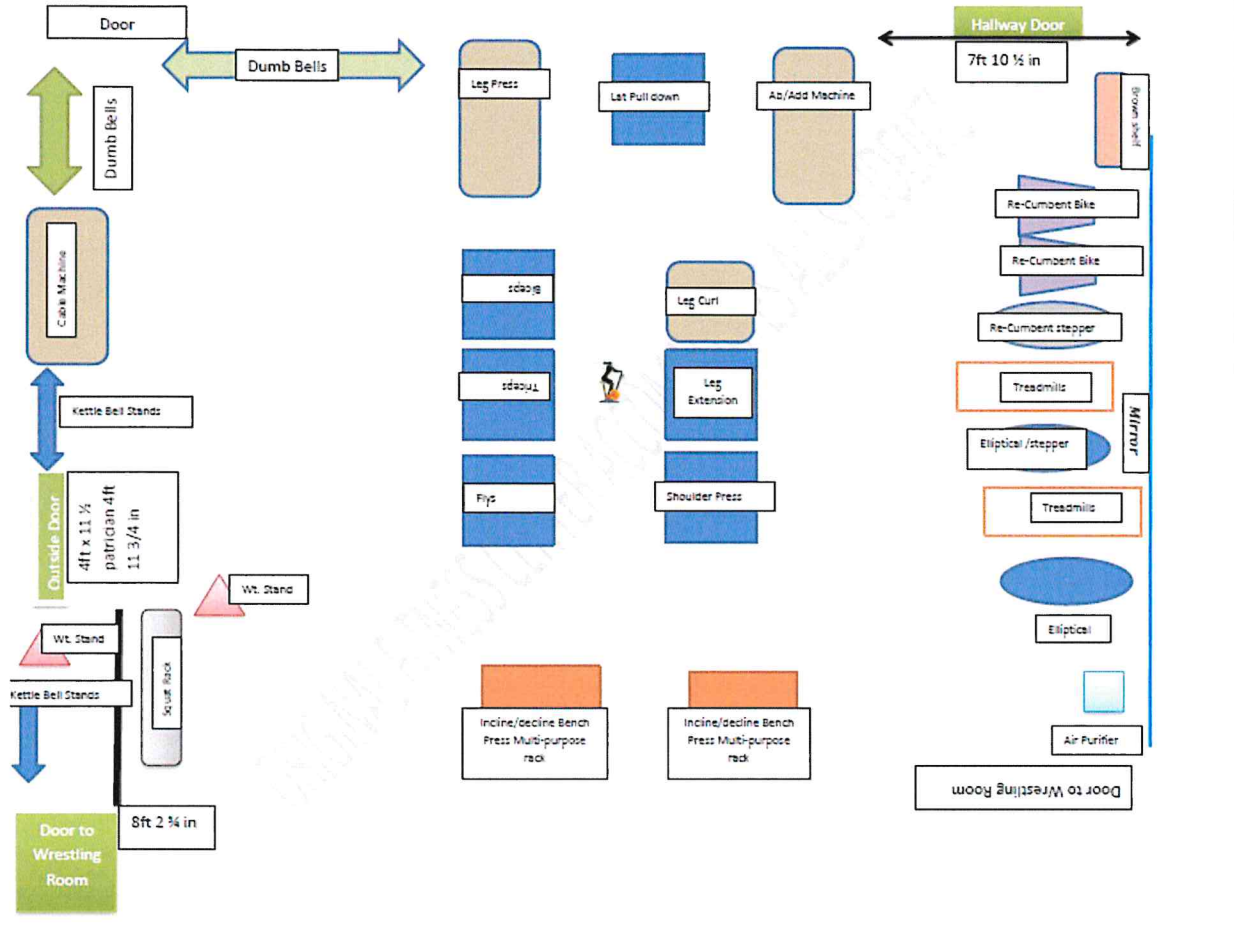 Door
Hallway Door
7ft 10 ½ in
Dumb Bells
Dumb Bells
Leg Press
Lat Pull down
Ab/Add Machine
Brown shelf
Re-Cumbent Bike
Re-Cumbent Bike
Re-Cumbent stepper
Treadmills
Elliptical /stepper
Mirror
Treadmills
Elliptical
Air Purifier
Door to Wrestling Room
Cable Machine
Biceps
Leg Curl
Triceps
Leg
Extension
Flys
Shoulder Press
Kettle Bell Stands
Outside Door
4ft x 11 ½
patrician 4ft
11 3/4 in
Wt. Stand
Wt. Stand
Kettle Bell Stands
Squat Rack
Incline/decline Bench
Press Multi-purpose
rack
Incline/decline Bench
Press Multi-purpose
rack
8ft 2 ¾ in
Door to
Wrestling
Room